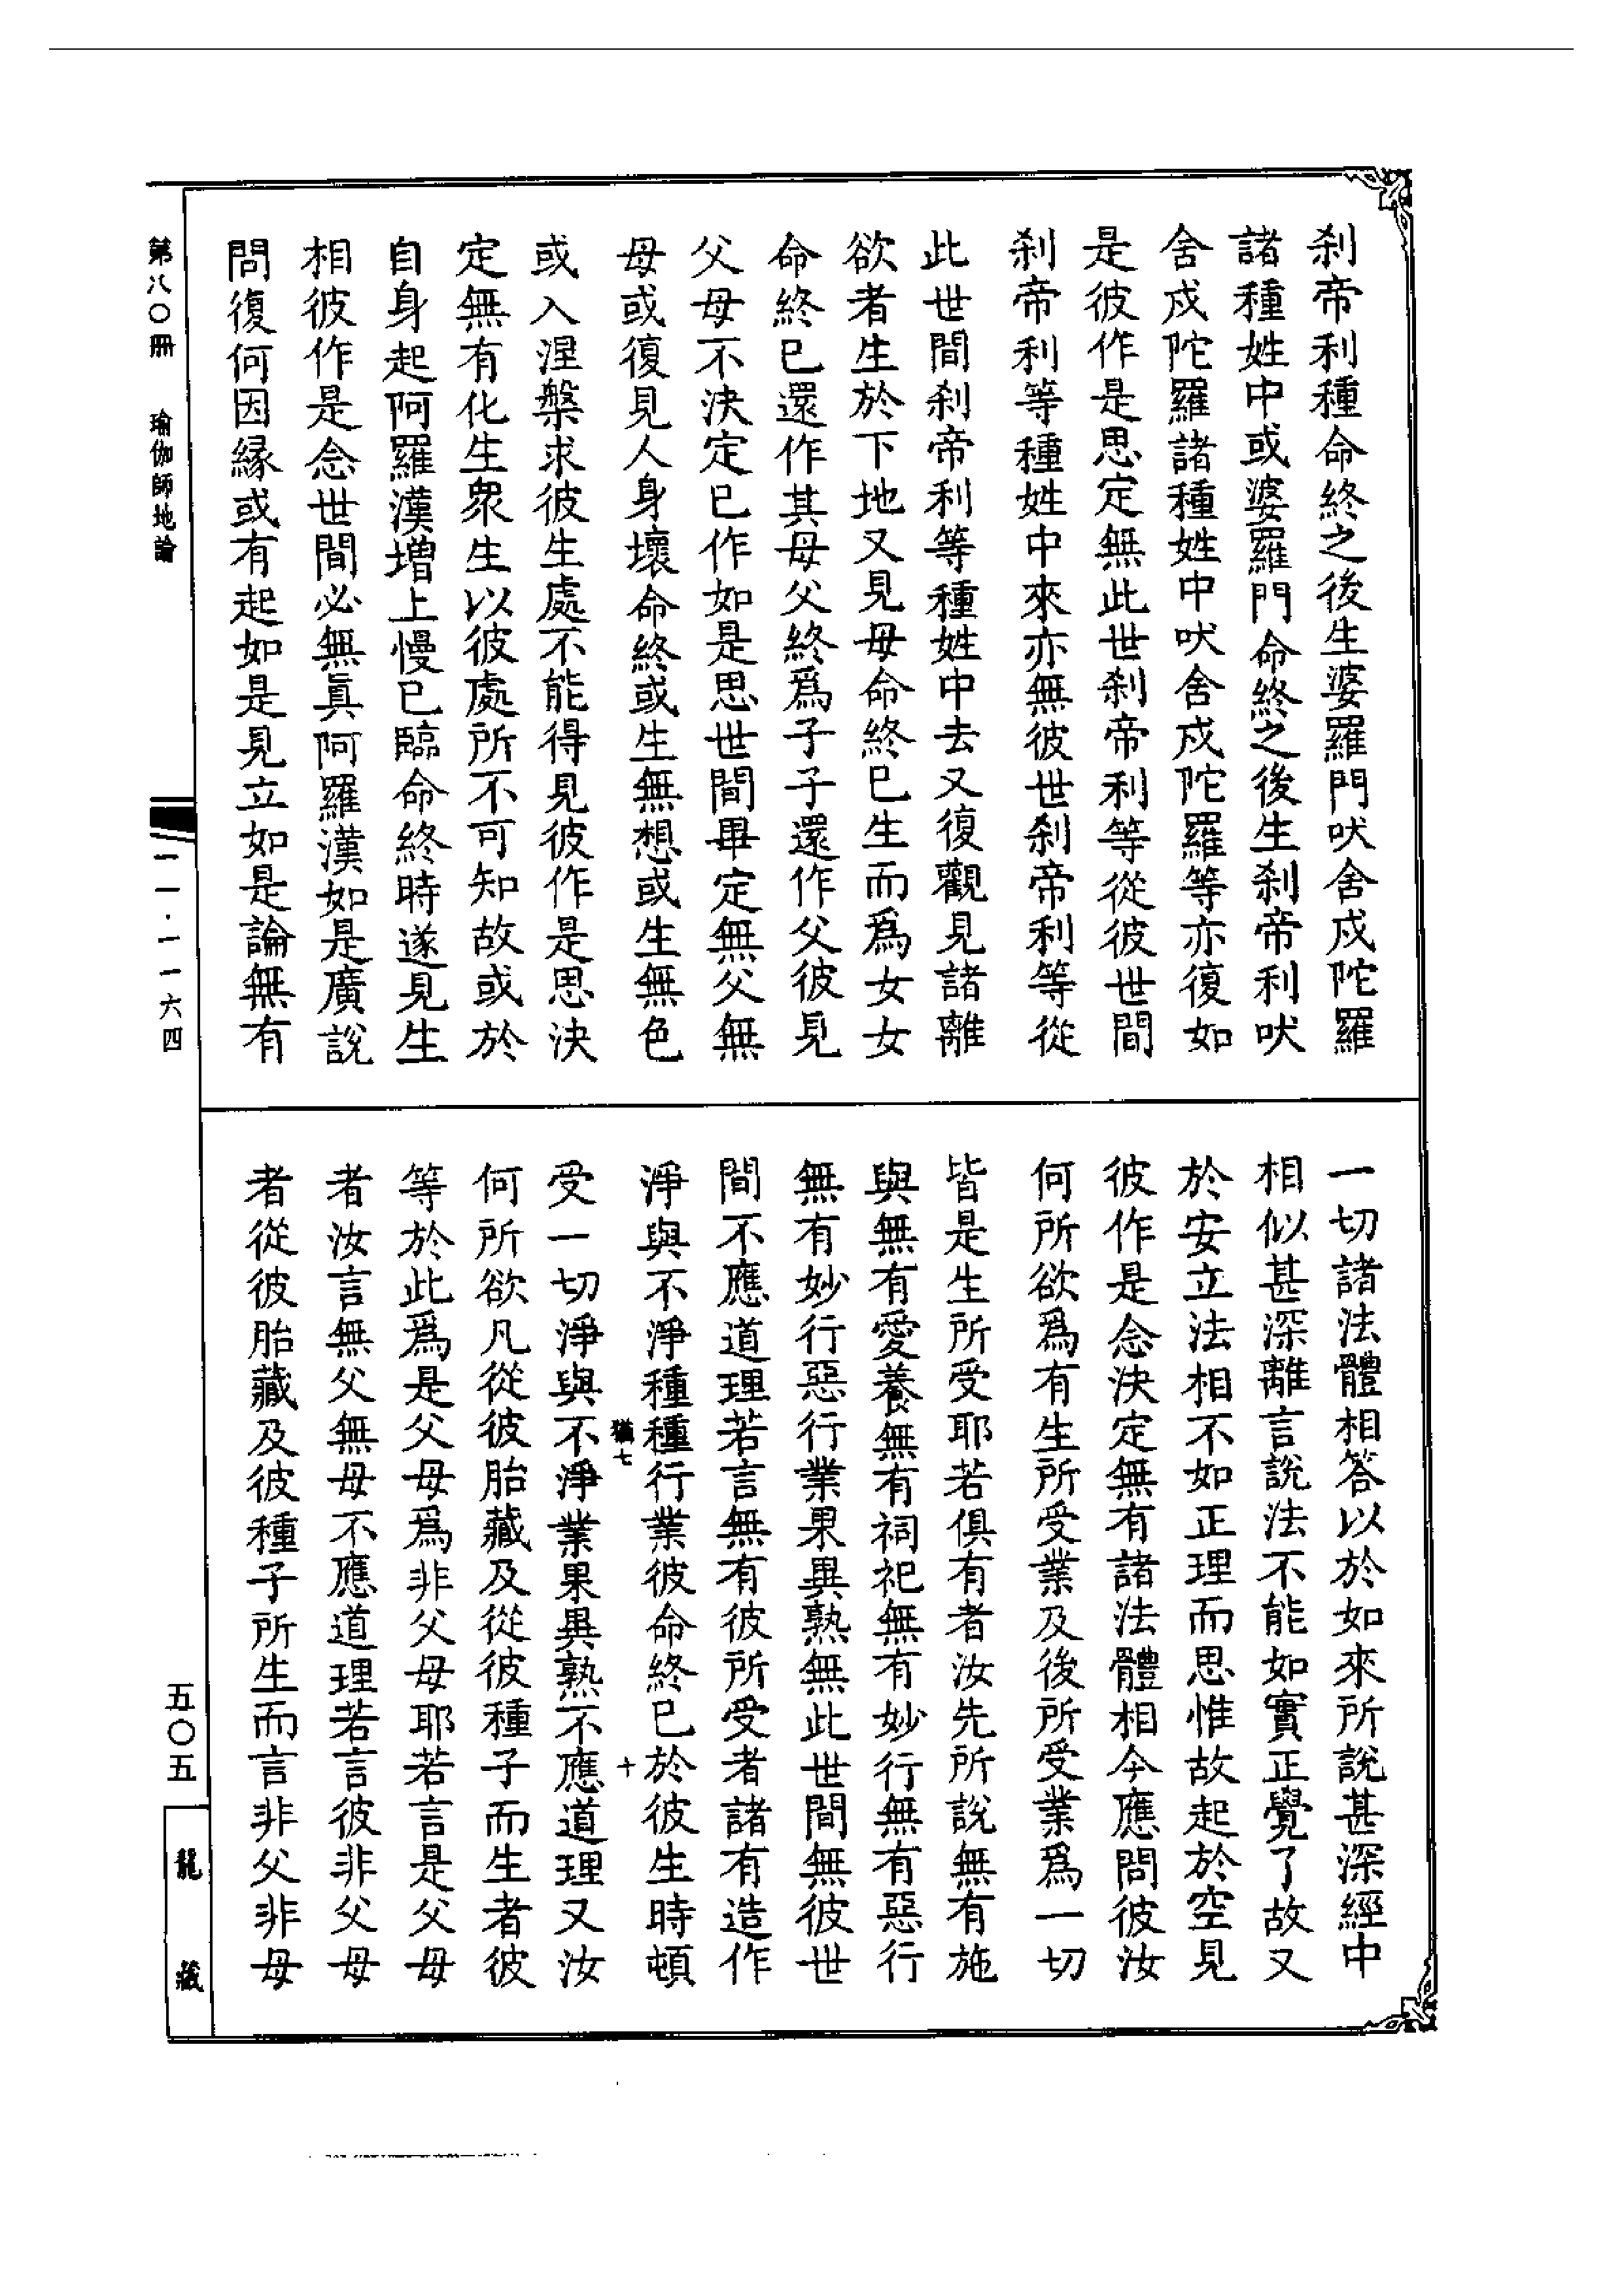 刹帝利種命終之後生婆羅門吠舍戍陀羅
諸種姓中或婆羅門命終之後生刹帝利吠
舍戍陀羅諸種姓中吠舍戍陀羅等亦復如
是彼作是思定無此世刹帝利等從彼世間
刹帝利等種姓中來亦無彼世刹帝利等從
此世間刹帝利等種姓中去又復觀見諸離
欲者生於下地又見母命終已生而爲女女
命終已還作其母父終爲子子還作父彼見
父母不決定已作如是思世間畢定無父無
母或復見人身壞命終或生無想或生無色
或入涅槃求彼生處不能得見彼作是思決
定無有化生衆生以彼處所不可知故或於
自身起阿羅漢增上慢已臨命終時遂見生
相彼作是念世間必無眞阿羅漢如是廣說
問復何因緣或有起如是見立如是論無有
一切諸法體相答以於如來所說甚深經中
相似甚深離言說法不能如實正覺了故又
於安立法相不如正理而思惟故起於空見
彼作是念決定無有諸法體相今應問彼汝
何所欲爲有生所受業及後所受業爲一切
皆是生所受耶若俱有者汝先所說無有施
與無有愛養無有祠祀無有妙行無有惡行
無有妙行惡行業果異熟無此世間無彼世
間不應道理若言無有彼所受者諸有造作
淨與不淨種種行業彼命終已於彼生時頓
猶七 十
受一切淨與不淨業果異熟不應道理又汝
何所欲凡從彼胎藏及從彼種子而生者彼
等於此爲是父母爲非父母耶若言是父母
者汝言無父無母不應道理若言彼非父母
者從彼胎藏及彼種子所生而言非父非母
第八〇冊 瑜伽師地論
一一·一一六四
五〇五
龍藏